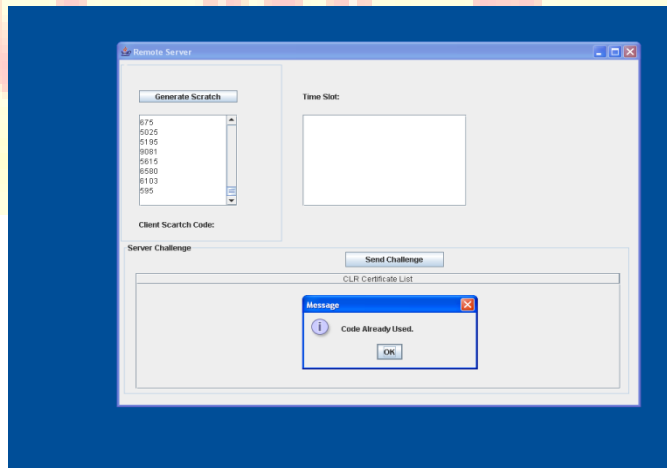 Remote Server
Generate Scratch
Time Slot:
675
5025
5195
9081
5615
6580
6103
595
Client Scartch Code:
Server Challenge
Send Challenge
CLR Certificate List
Message
Code Already Used.
OK